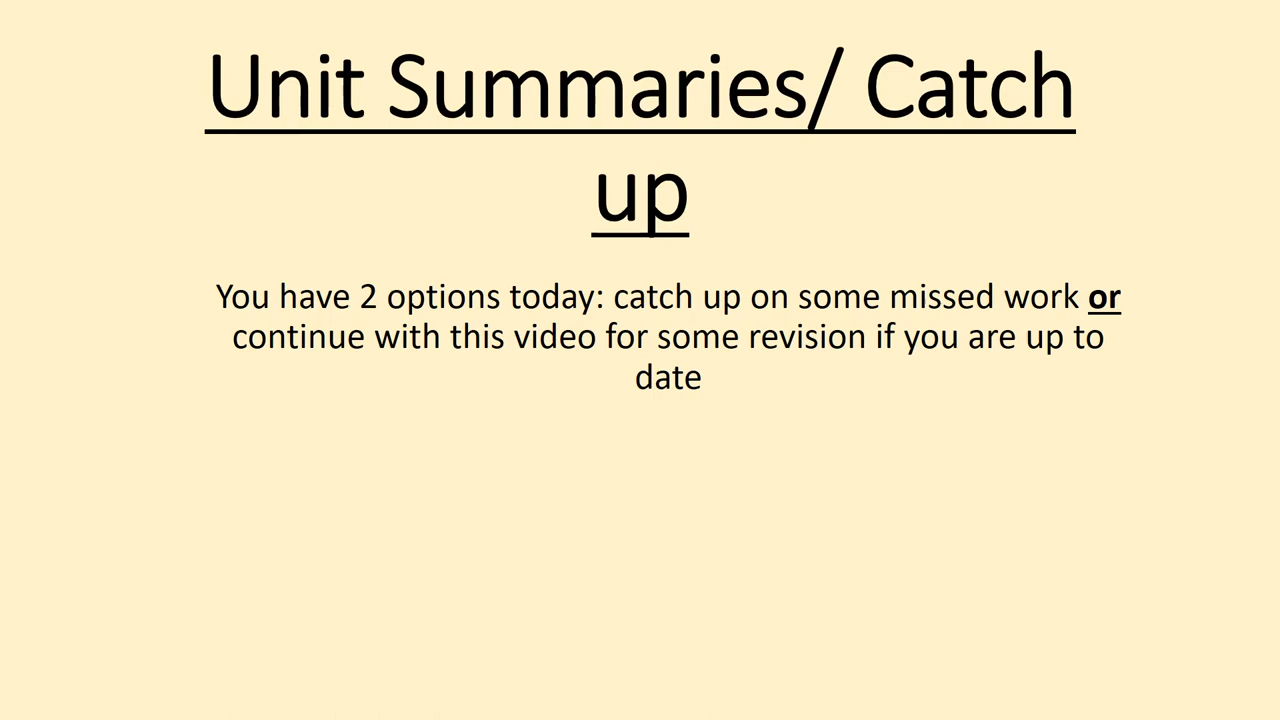 Unit Summaries/ Catch
up
You have 2 options today: catch up on some missed work or
continue with this video for some revision if you are up to
date